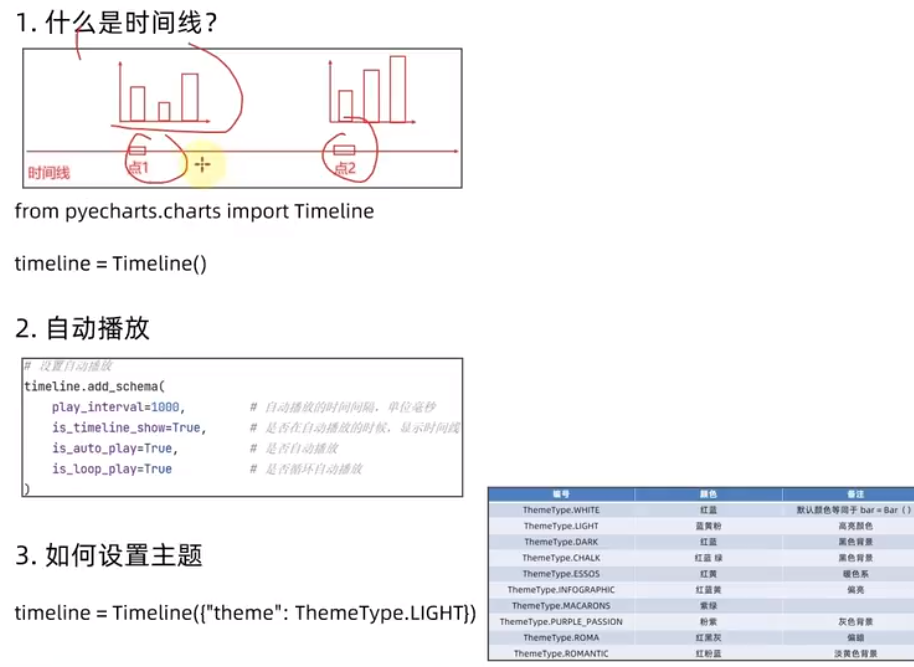 1. 什么是时间线？
时间线
点1
点2
from pyecharts.charts import Timeline
timeline = Timeline()
2. 自动播放
# 设置自动播放
timeline.add_schema(
play_interval=1000, # 自动播放的时间间隔，单位毫秒
is_timeline_show=True, # 是否在自动播放的时候，显示时间线
is_auto_play=True, # 是否自动播放
is_loop_play=True # 是否循环自动播放
)
3. 如何设置主题
timeline = Timeline({"theme": ThemeType.LIGHT})
编号 颜色 备注
ThemeType.WHITE 红蓝 默认颜色等同于 bar = Bar（）
ThemeType.LIGHT 蓝黄粉 高亮颜色
ThemeType.DARK 红蓝 黑色背景
ThemeType.CHALK 红蓝 绿 黑色背景
ThemeType.ESSOS 红黄 暖色系
ThemeType.INFOGRAPHIC 红蓝黄 偏亮
ThemeType.MACARONS 紫绿
ThemeType.PURPLE_PASSION 粉紫 灰色背景
ThemeType.ROMA 红黑灰 偏暗
ThemeType.ROMANTIC 红粉蓝 淡黄色背景